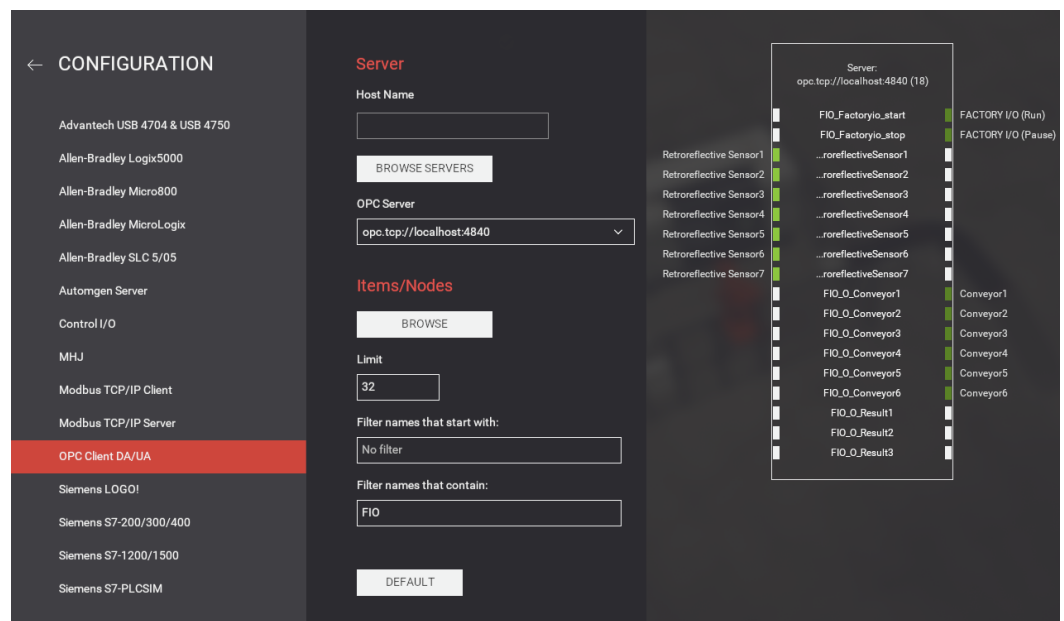 ← CONFIGURATION
Advantech USB 4704 & USB 4750
Allen-Bradley Logix5000
Allen-Bradley Micro800
Allen-Bradley MicroLogix
Allen-Bradley SLC 5/05
Automgen Server
Control I/O
MHJ
Modbus TCP/IP Client
Modbus TCP/IP Server
OPC Client DA/UA
Siemens LOGO!
Siemens S7-200/300/400
Siemens S7-1200/1500
Siemens S7-PLCSIM
Server
Host Name
BROWSE SERVERS
OPC Server
opc.tcp://localhost:4840
Items/Nodes
BROWSE
Limit
32
Filter names that start with:
No filter
Filter names that contain:
FIO
DEFAULT
Server:
opc.tcp://localhost:4840 (18)
FIO_Factoryio_start FACTORY I/O (Run)
FIO_Factoryio_stop FACTORY I/O (Pause)
Retroreflective Sensor1 ...roreflectiveSensor1
Retroreflective Sensor2 ...roreflectiveSensor2
Retroreflective Sensor3 ...roreflectiveSensor3
Retroreflective Sensor4 ...roreflectiveSensor4
Retroreflective Sensor5 ...roreflectiveSensor5
Retroreflective Sensor6 ...roreflectiveSensor6
Retroreflective Sensor7 ...roreflectiveSensor7
FIO_O_Conveyor1 Conveyor1
FIO_O_Conveyor2 Conveyor2
FIO_O_Conveyor3 Conveyor3
FIO_O_Conveyor4 Conveyor4
FIO_O_Conveyor5 Conveyor5
FIO_O_Conveyor6 Conveyor6
FIO_O_Result1
FIO_O_Result2
FIO_O_Result3